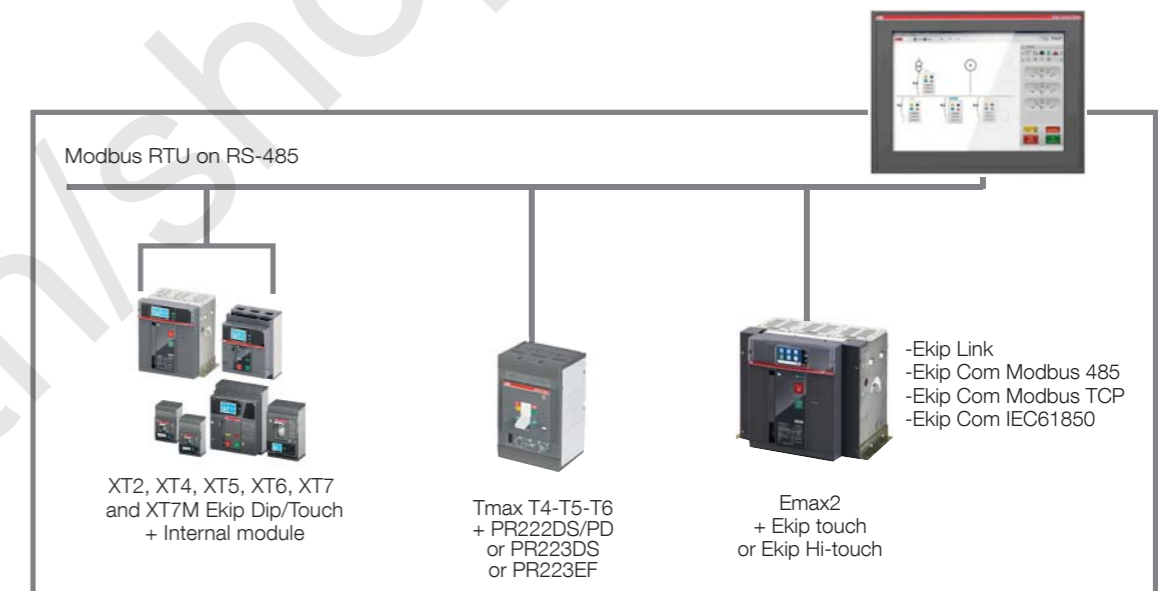 Modbus RTU on RS-485
-Ekip Link
-Ekip Com Modbus 485
-Ekip Com Modbus TCP
-Ekip Com IEC61850
XT2, XT4, XT5, XT6, XT7
and XT7M Ekip Dip/Touch
+ Internal module
Tmax T4-T5-T6
+ PR222DS/PD
or PR223DS
or PR223EF
Emax2
+ Ekip touch
or Ekip Hi-touch